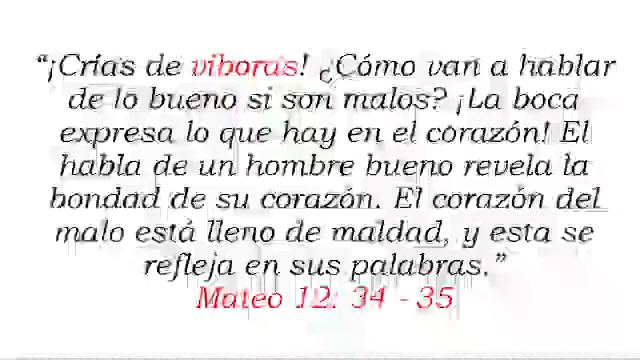 “¡Crías de víboras! ¿Cómo van a hablar
de lo bueno si son malos? ¡La boca
expresa lo que hay en el corazón! El
habla de un hombre bueno revela la
bondad de su corazón. El corazón del
malo está lleno de maldad, y esta se
refleja en sus palabras.”
Mateo 12: 34 - 35